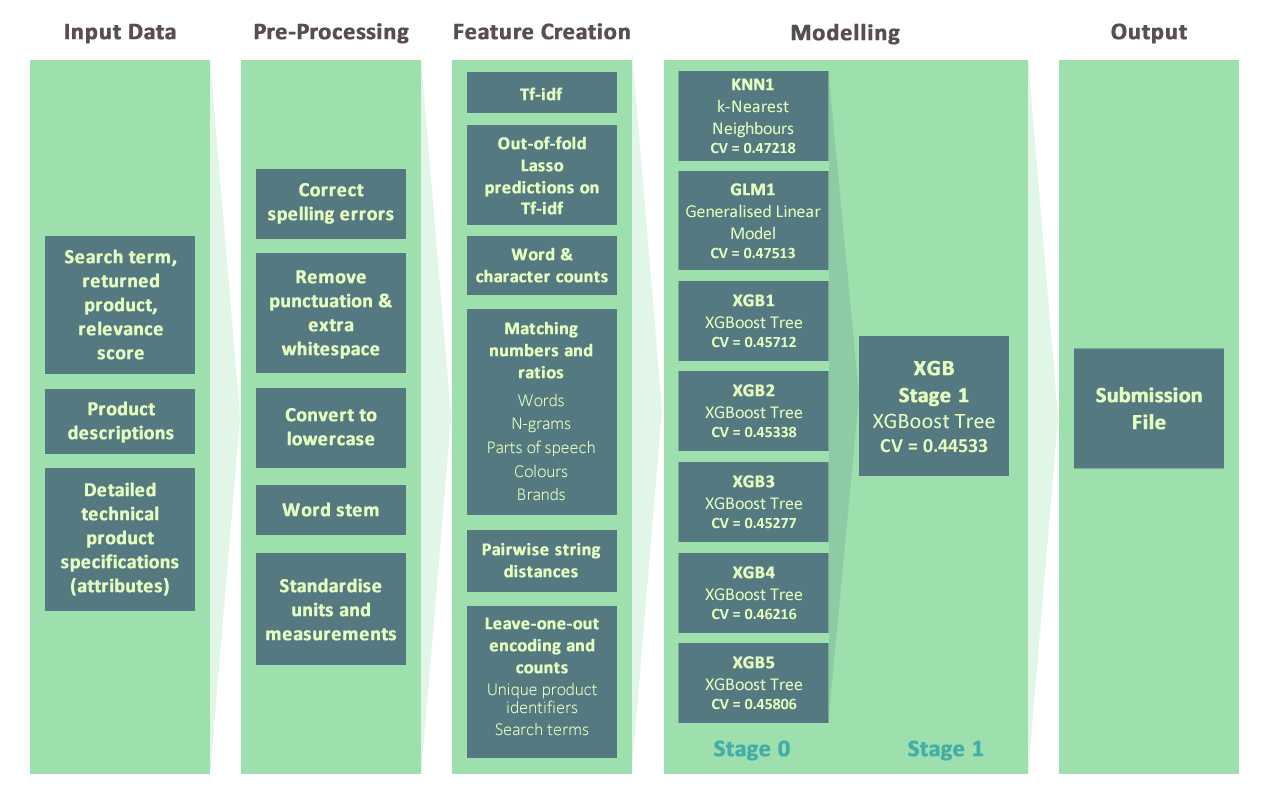 Input Data
Pre-Processing
Feature Creation
Modelling
Output
Search term,
returned
product,
relevance
score
Product
descriptions
Detailed
technical
product
specifications
(attributes)
Correct
spelling errors
Remove
punctuation &
extra
whitespace
Convert to
lowercase
Word stem
Standardise
units and
measurements
Tf-idf
Out-of-fold
Lasso
predictions on
Tf-idf
Word &
character counts
Matching
numbers and
ratios
Words
N-grams
Parts of speech
Colours
Brands
Pairwise string
distances
Leave-one-out
encoding and
counts
Unique product
identifiers
Search terms
KNN1
k-Nearest
Neighbours
CV = 0.47218
GLM1
Generalised Linear
Model
CV = 0.47513
XGB1
XGBoost Tree
CV = 0.45712
XGB2
XGBoost Tree
CV = 0.45338
XGB3
XGBoost Tree
CV = 0.45277
XGB4
XGBoost Tree
CV = 0.46216
XGB5
XGBoost Tree
CV = 0.45806
Stage 0
XGB
Stage 1
XGBoost Tree
CV = 0.44533
Stage 1
Submission
File